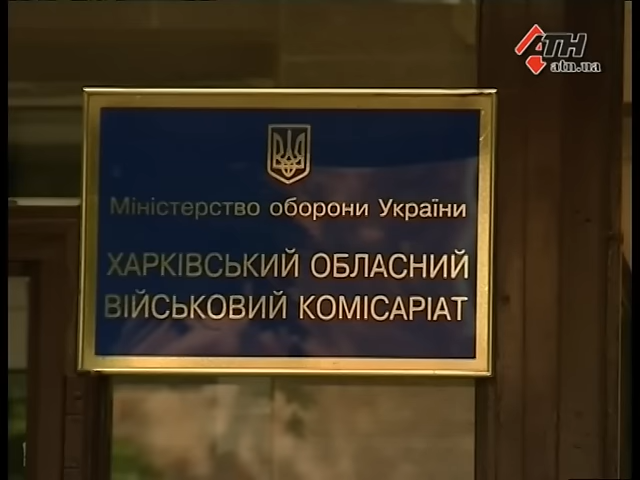 АТН
atn.ua
Міністерство оборони України
ХАРКІВСЬКИЙ ОБЛАСНИЙ
ВІЙСЬКОВИЙ КОМІСАРІАТ